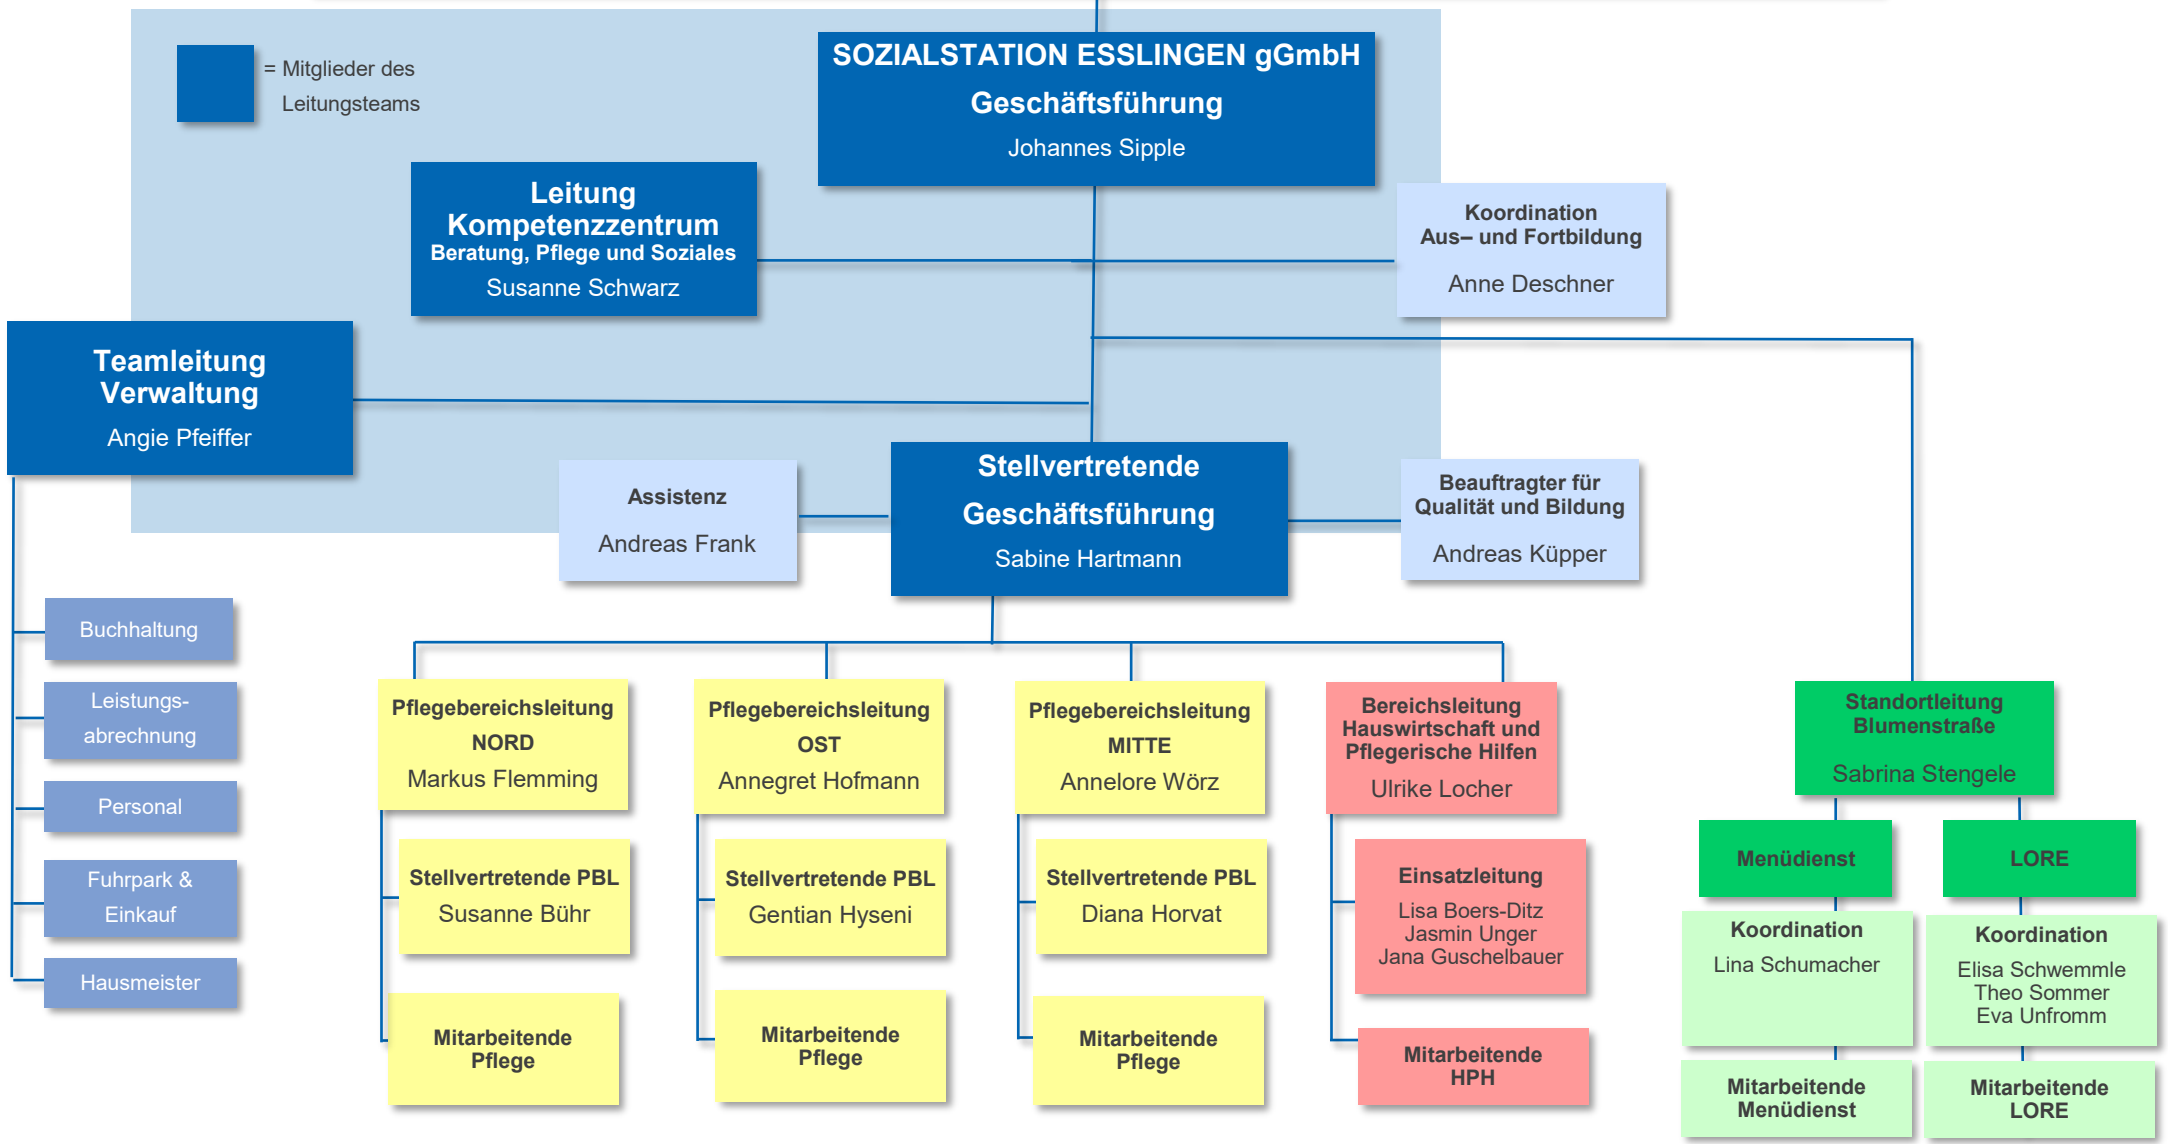 = Mitglieder des
Leitungsteams
SOZIALSTATION ESSLINGEN gGmbH
Geschäftsführung
Johannes Sipple
Leitung
Kompetenzzentrum
Beratung, Pflege und Soziales
Susanne Schwarz
Koordination
Aus– und Fortbildung
Anne Deschner
Teamleitung
Verwaltung
Angie Pfeiffer
Assistenz
Andreas Frank
Stellvertretende
Geschäftsführung
Sabine Hartmann
Beauftragter für
Qualität und Bildung
Andreas Küpper
Buchhaltung
Leistungs-
abrechnung
Personal
Fuhrpark &
Einkauf
Hausmeister
Pflegebereichsleitung
NORD
Markus Flemming
Stellvertretende PBL
Susanne Bühr
Mitarbeitende
Pflege
Pflegebereichsleitung
OST
Annegret Hofmann
Stellvertretende PBL
Gentian Hyseni
Mitarbeitende
Pflege
Pflegebereichsleitung
MITTE
Annelore Wörz
Stellvertretende PBL
Diana Horvat
Mitarbeitende
Pflege
Bereichsleitung
Hauswirtschaft und
Pflegerische Hilfen
Ulrike Locher
Einsatzleitung
Lisa Boers-Ditz
Jasmin Unger
Jana Guschelbauer
Mitarbeitende
HPH
Standortleitung
Blumenstraße
Sabrina Stengele
Menüdienst
Koordination
Lina Schumacher
Mitarbeitende
Menüdienst
LORE
Koordination
Elisa Schwemmle
Theo Sommer
Eva Unfromm
Mitarbeitende
LORE